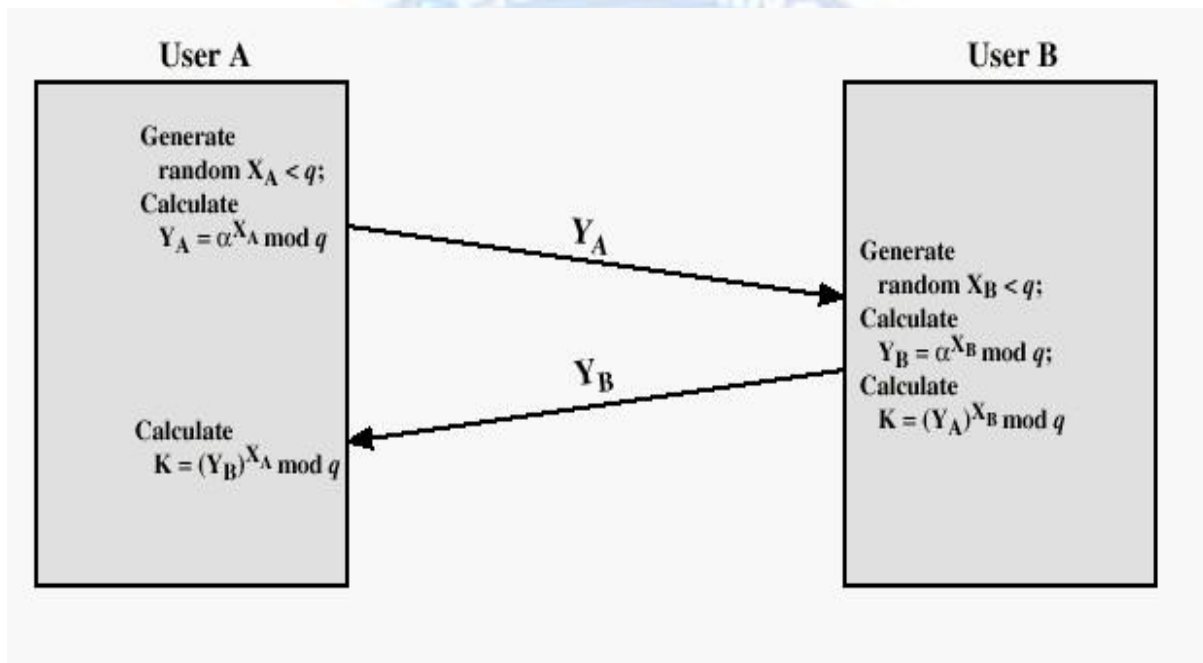 User A
User B
Generate
random X_A < q;
Calculate
Y_A = α^X_A mod q
Y_A
Generate
random X_B < q;
Calculate
Y_B = α^X_B mod q;
Calculate
K = (Y_A)^X_B mod q
Y_B
Calculate
K = (Y_B)^X_A mod q